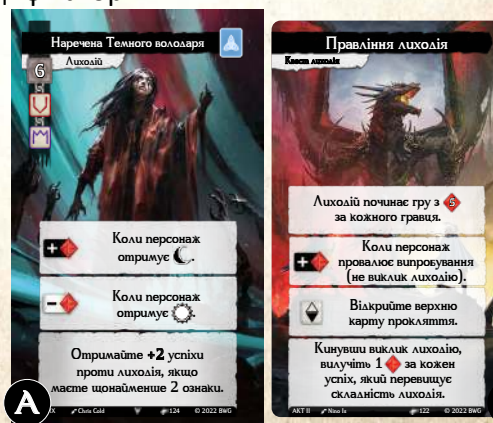 Наречена Темного володаря
Лиходій
6
+
Коли персонаж
отримує
-
Коли персонаж
отримує
Отримайте +2 успіхи
проти лиходія, якщо
маєте щонайменше 2 ознаки.
A
Chris Cold
124
© 2022 BWG
Правління лиходія
Квест лиходія
Лиходій починає гру з 5
за кожного гравця.
+
Коли персонаж
провалює випробування
(не виклик лиходію).
Відкрийте верхню
карту прокляття.
Кинувши виклик лиходію,
вилучіть 1 за кожен
успіх, який перевищує
складність лиходія.
АКТ II
Nino Is
122
© 2022 BWG